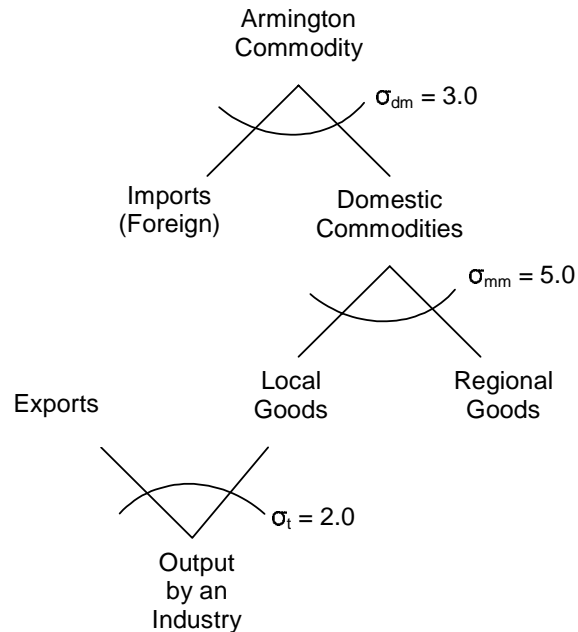 Armington
Commodity
σdm = 3.0
Imports
(Foreign)
Domestic
Commodities
σmm = 5.0
Exports
Local
Goods
Regional
Goods
σt = 2.0
Output
by an
Industry